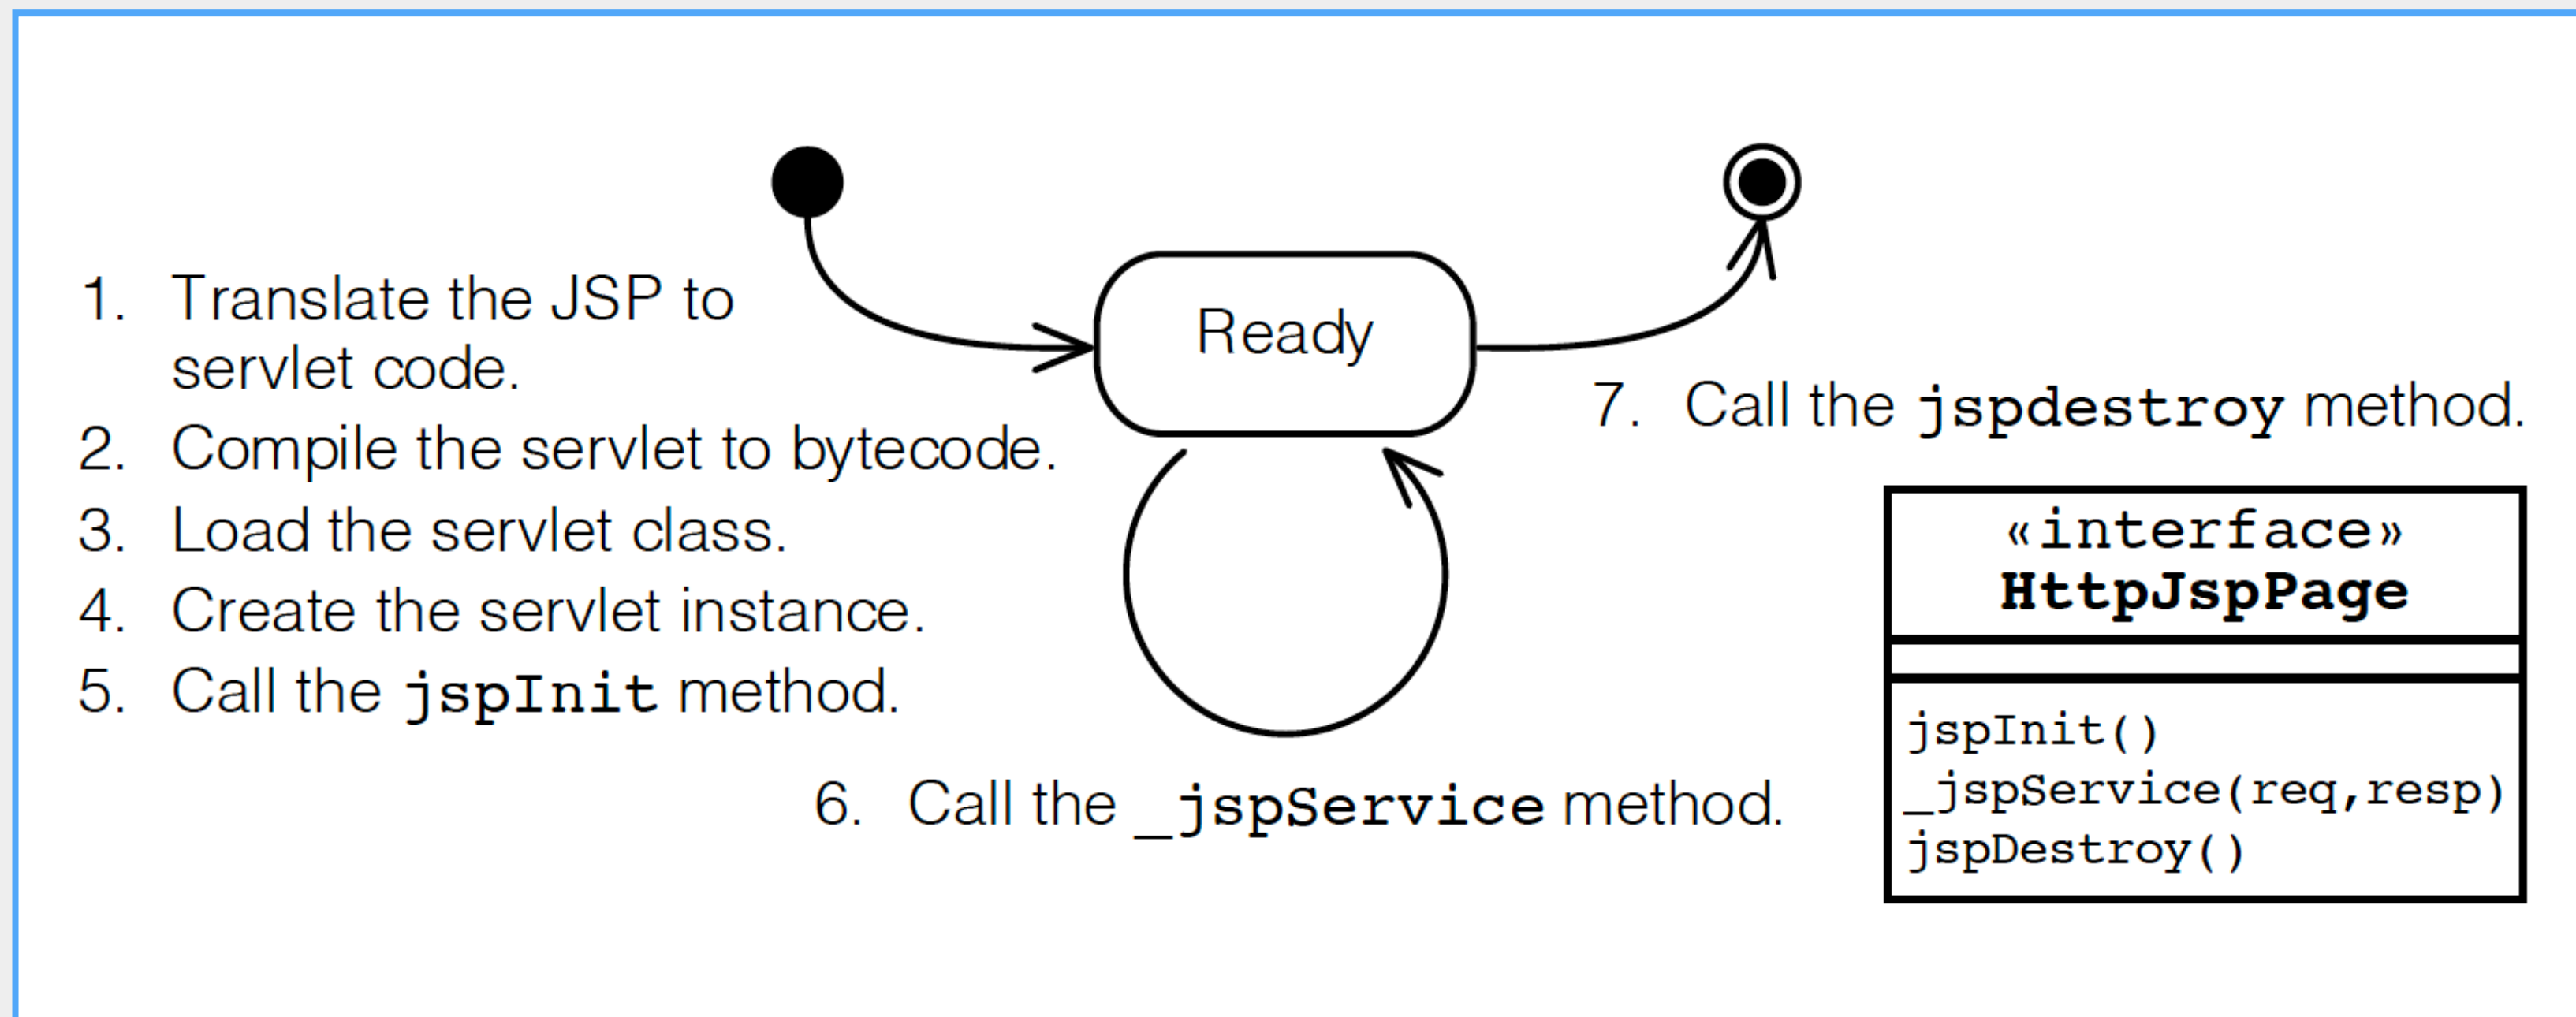 1. Translate the JSP to
servlet code.
2. Compile the servlet to bytecode.
3. Load the servlet class.
4. Create the servlet instance.
5. Call the jspInit method.
Ready
6. Call the _jspService method.
7. Call the jspdestroy method.
«interface»
HttpJspPage
jspInit()
_jspService(req,resp)
jspDestroy()